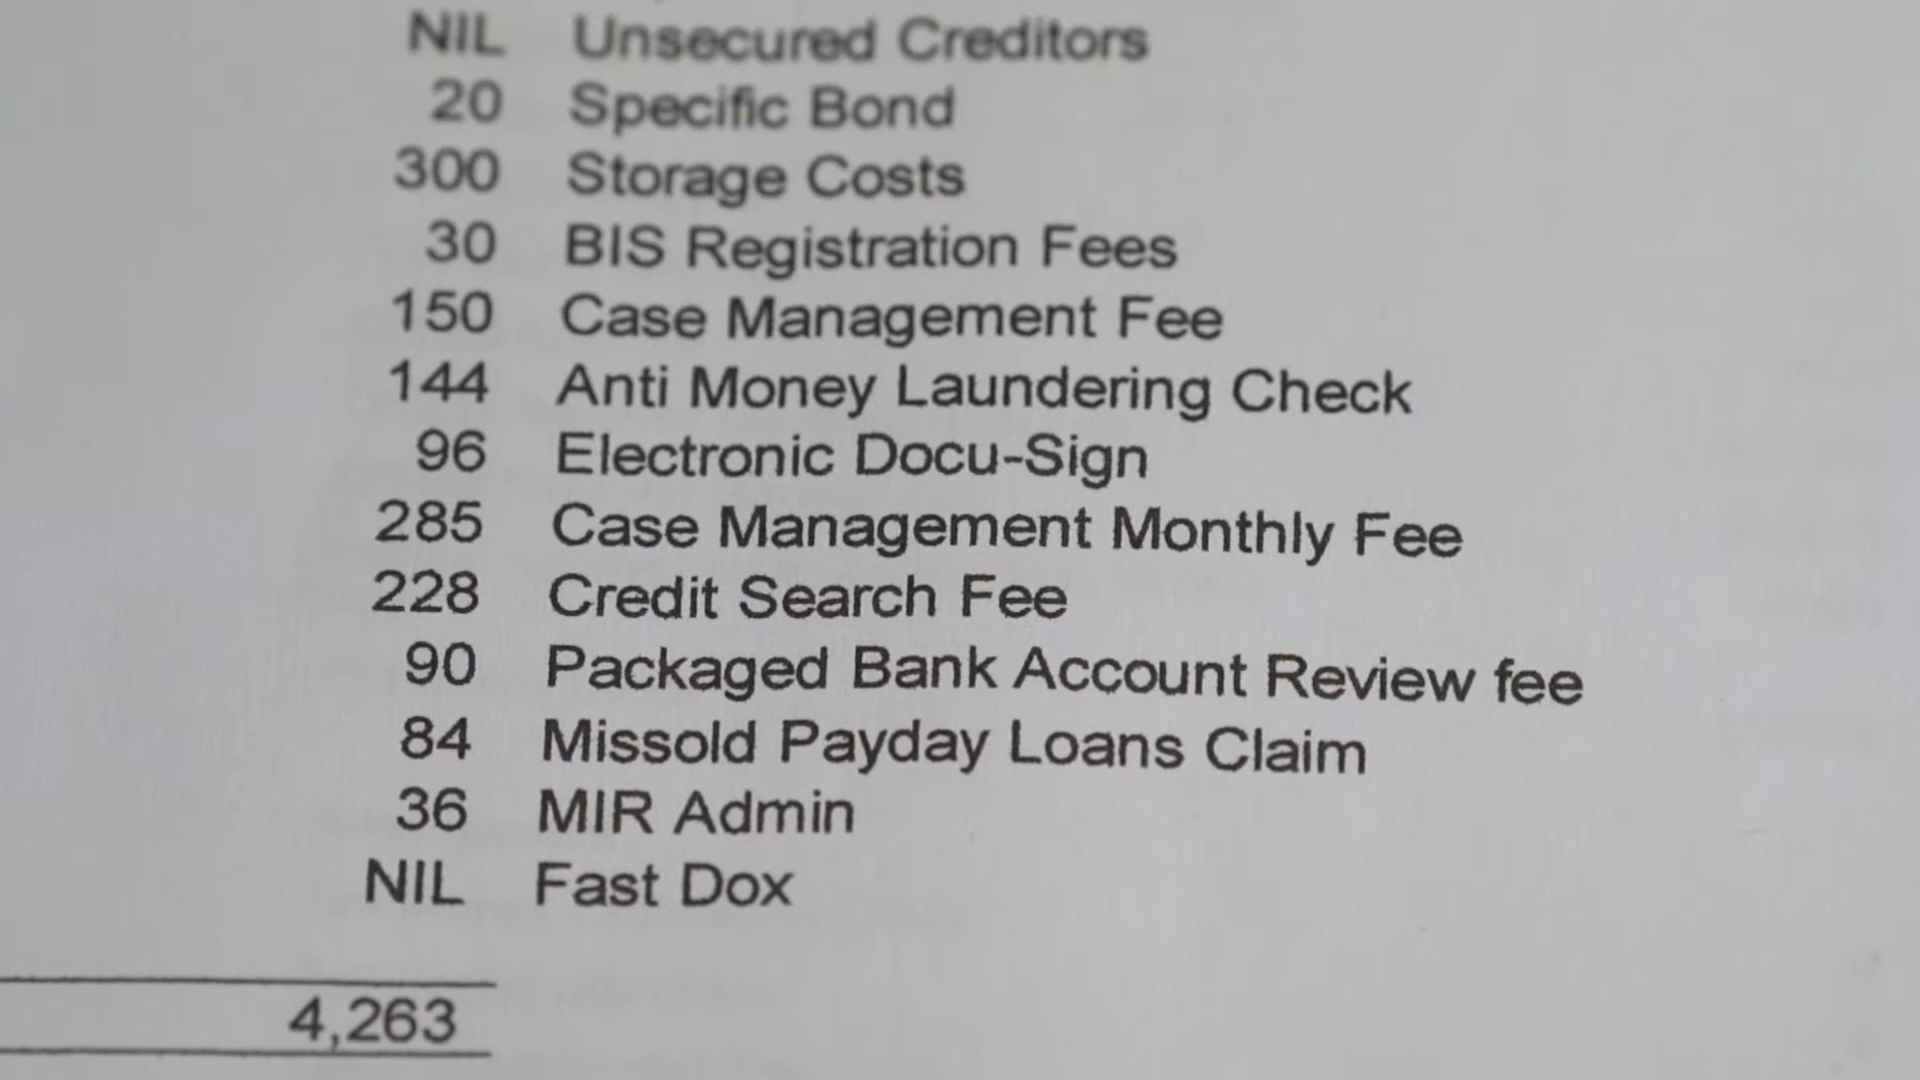 NIL Unsecured Creditors
20 Specific Bond
300 Storage Costs
30 BIS Registration Fees
150 Case Management Fee
144 Anti Money Laundering Check
96 Electronic Docu-Sign
285 Case Management Monthly Fee
228 Credit Search Fee
90 Packaged Bank Account Review fee
84 Missold Payday Loans Claim
36 MIR Admin
NIL Fast Dox
4,263